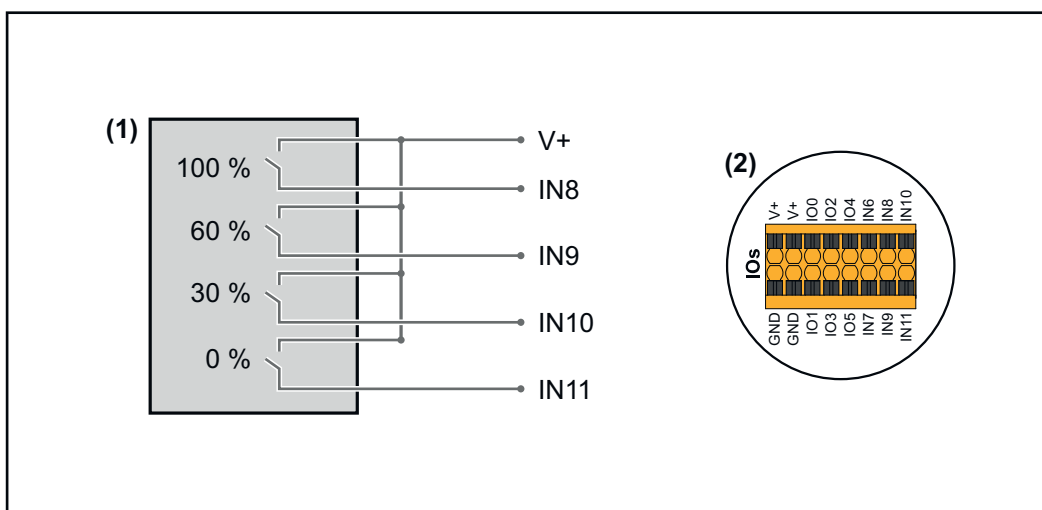 (1)
100 %
60 %
30 %
0 %
V+
IN8
IN9
IN10
IN11
(2)
IOs
V+
V+
IO0
IO2
IO4
IN6
IN8
IN10
GND
GND
IO1
IO3
IO5
IN7
IN9
IN11